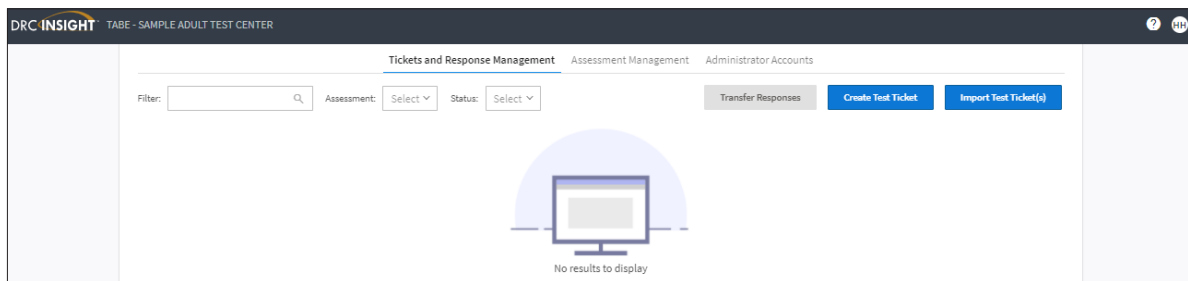 DRC INSIGHT TABE - SAMPLE ADULT TEST CENTER ? HH
Tickets and Response Management Assessment Management Administrator Accounts
Filter: Assessment: Select Status: Select Transfer Responses Create Test Ticket Import Test Ticket(s)
No results to display